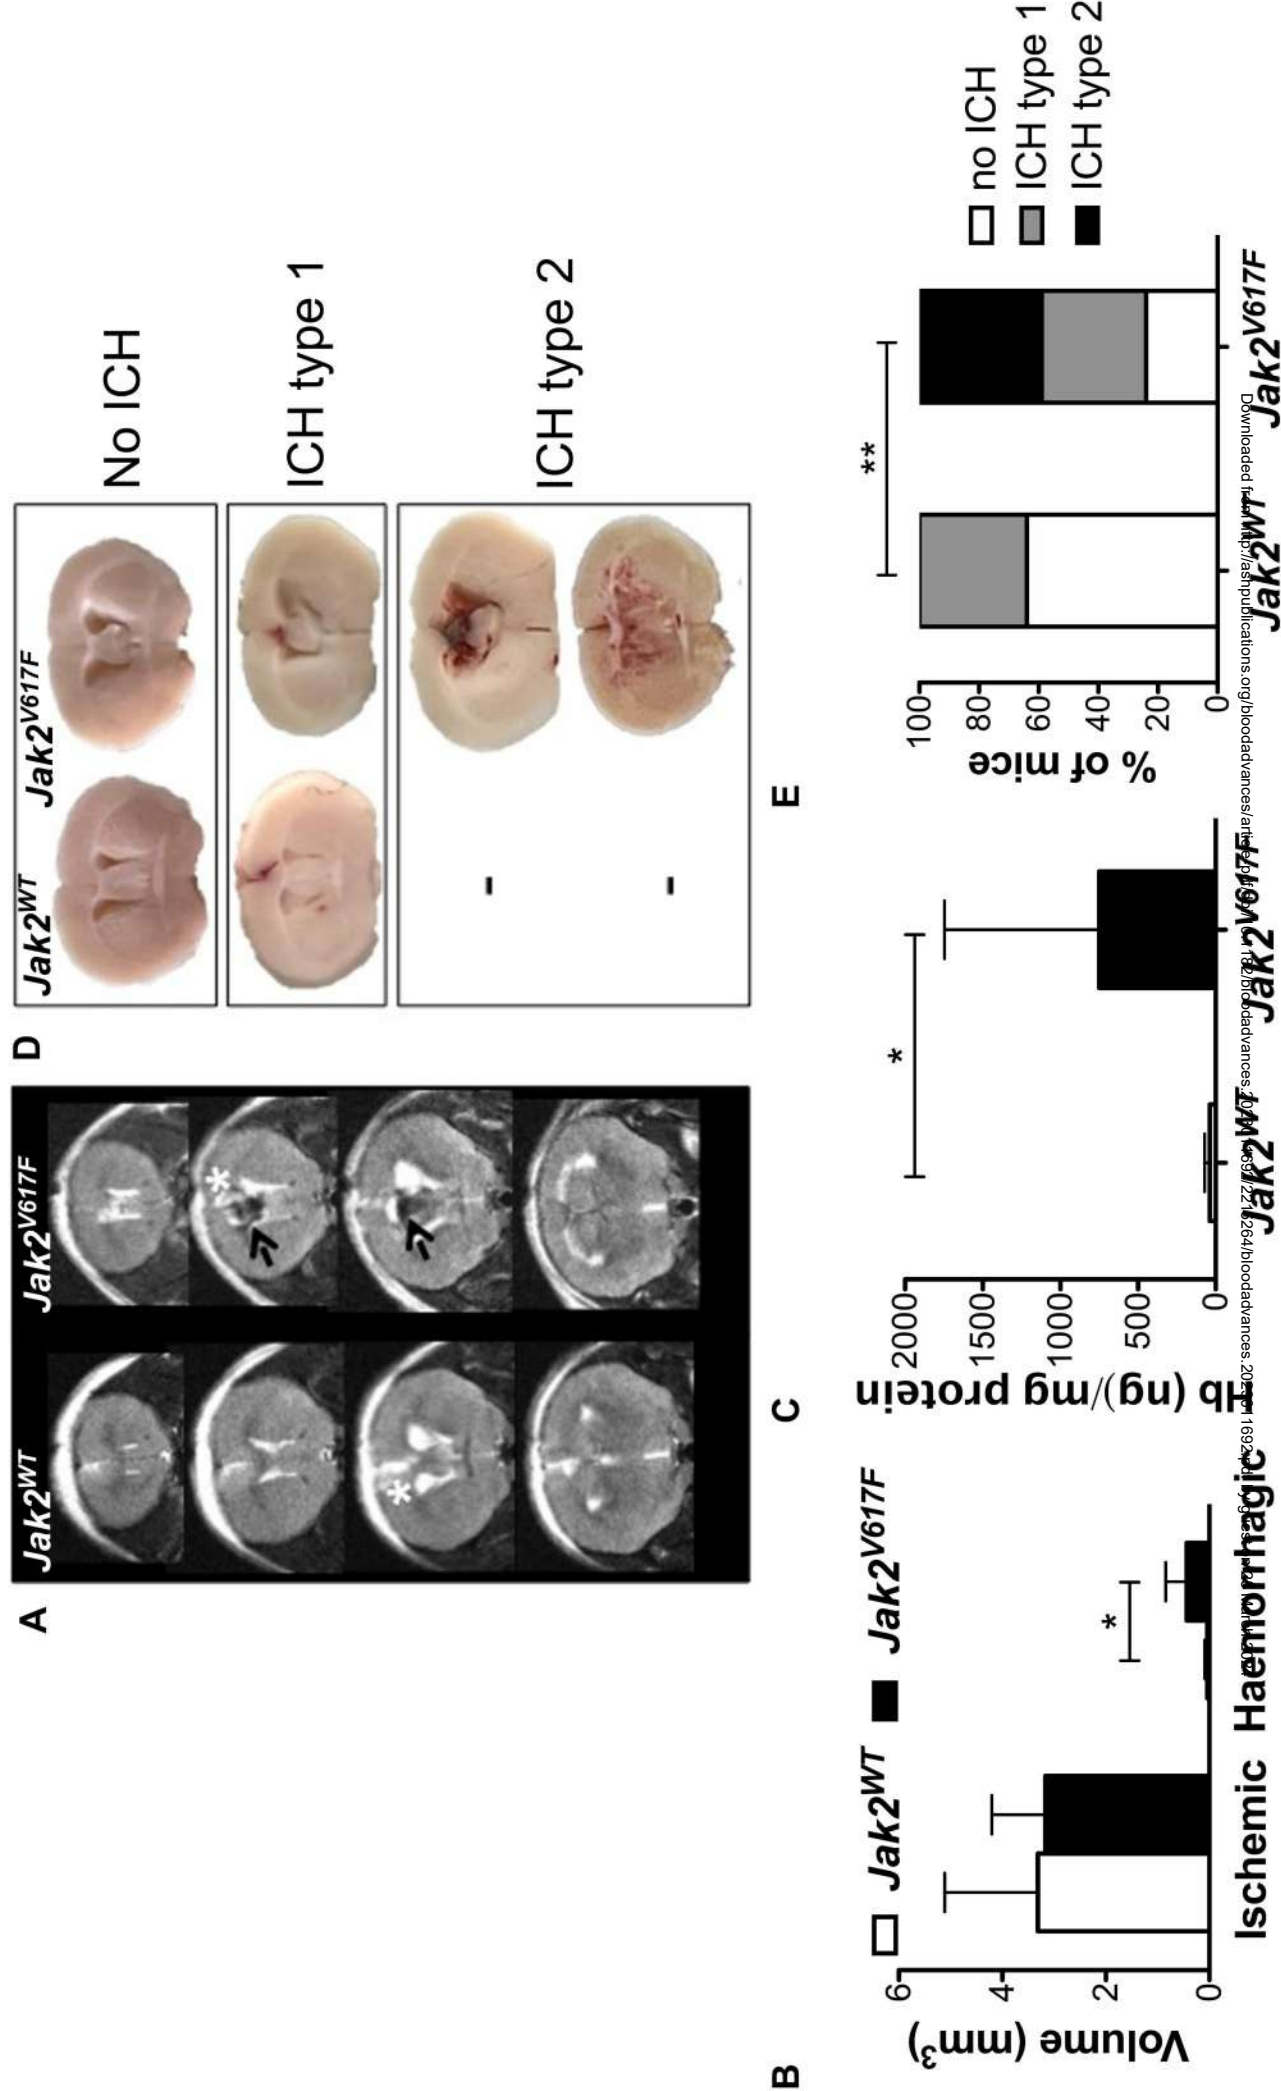 A
Jak2WT Jak2V617F
* *
D
Jak2WT Jak2V617F
No ICH
ICH type 1
ICH type 2
-
-
B
Jak2WT Jak2V617F
Volume (mm3)
6
4
2
0
*
Ischemic Haemorrhagic
C
Hb (ng)/mg protein
2000
1500
1000
500
0
*
Jak2WT Jak2V617F
E
% of mice
100
80
60
40
20
0
**
no ICH
ICH type 1
ICH type 2
Jak2WT Jak2V617F